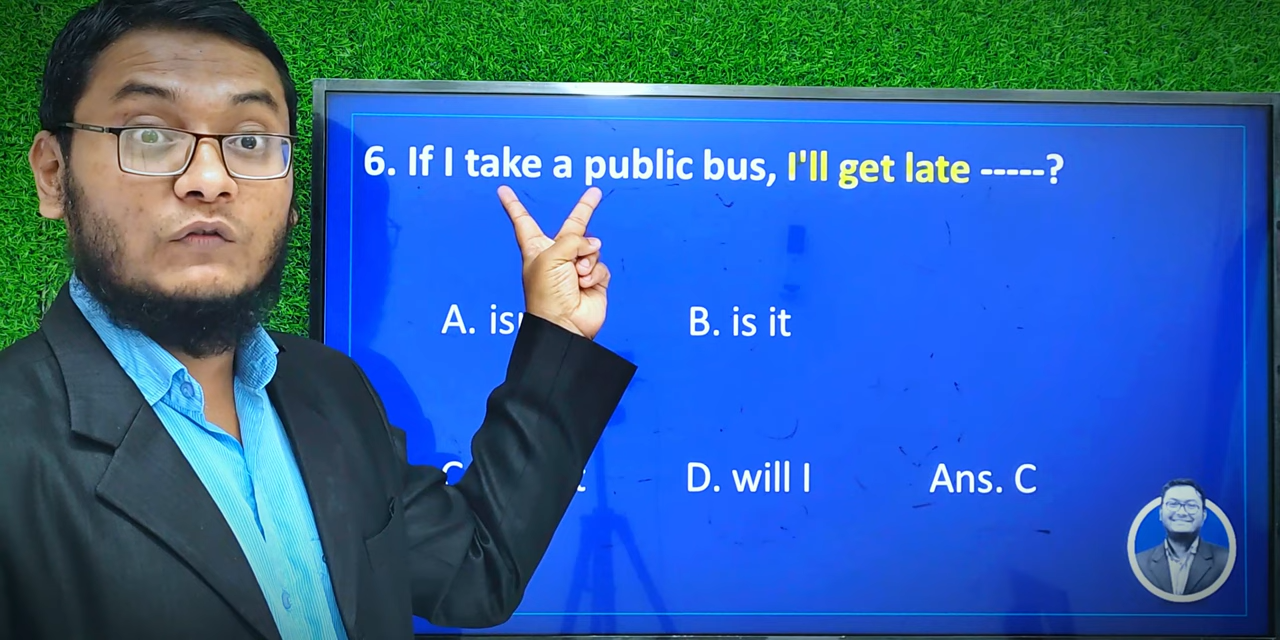 6. If I take a public bus, I'll get late -----?
A.
B. is it
D. will I
Ans. C